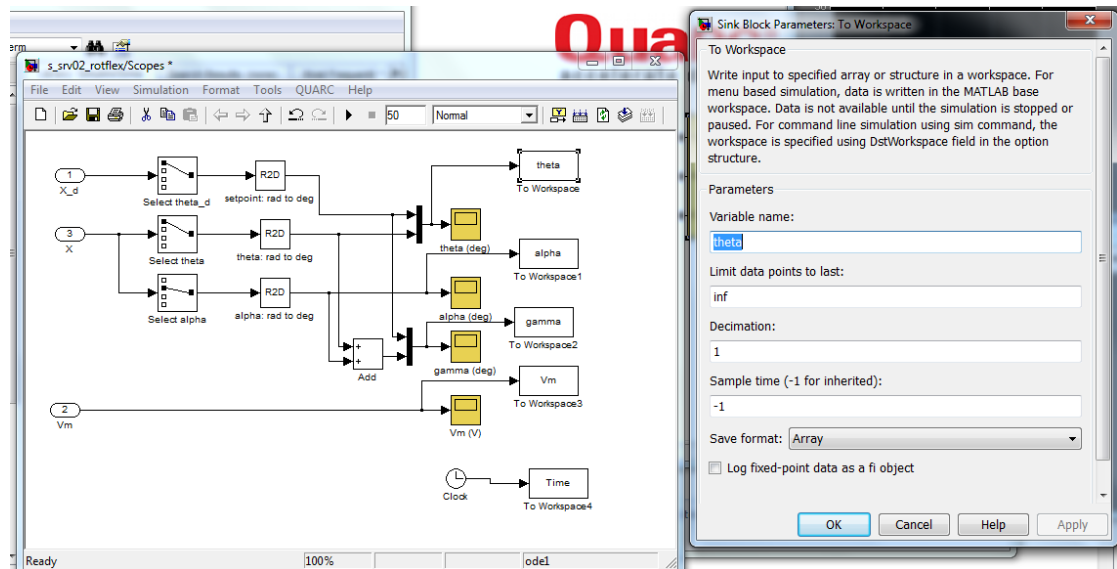 Qua
erm
s_srv02_rotflex/Scopes *
File Edit View Simulation Format Tools QUARC Help
50 Normal
1
X_d
Select theta_d
R2D
setpoint: rad to deg
theta
To Workspace
3
X
Select theta
R2D
theta: rad to deg
theta (deg)
alpha
To Workspace1
Select alpha
R2D
alpha: rad to deg
alpha (deg)
gamma
To Workspace2
+
+
Add
gamma (deg)
Vm
To Workspace3
2
Vm
Vm (V)
Clock
Time
To Workspace4
Ready 100% ode1
Sink Block Parameters: To Workspace
To Workspace
Write input to specified array or structure in a workspace. For
menu based simulation, data is written in the MATLAB base
workspace. Data is not available until the simulation is stopped or
paused. For command line simulation using sim command, the
workspace is specified using DstWorkspace field in the option
structure.
Parameters
Variable name:
theta
Limit data points to last:
inf
Decimation:
1
Sample time (-1 for inherited):
-1
Save format: Array
Log fixed-point data as a fi object
OK Cancel Help Apply